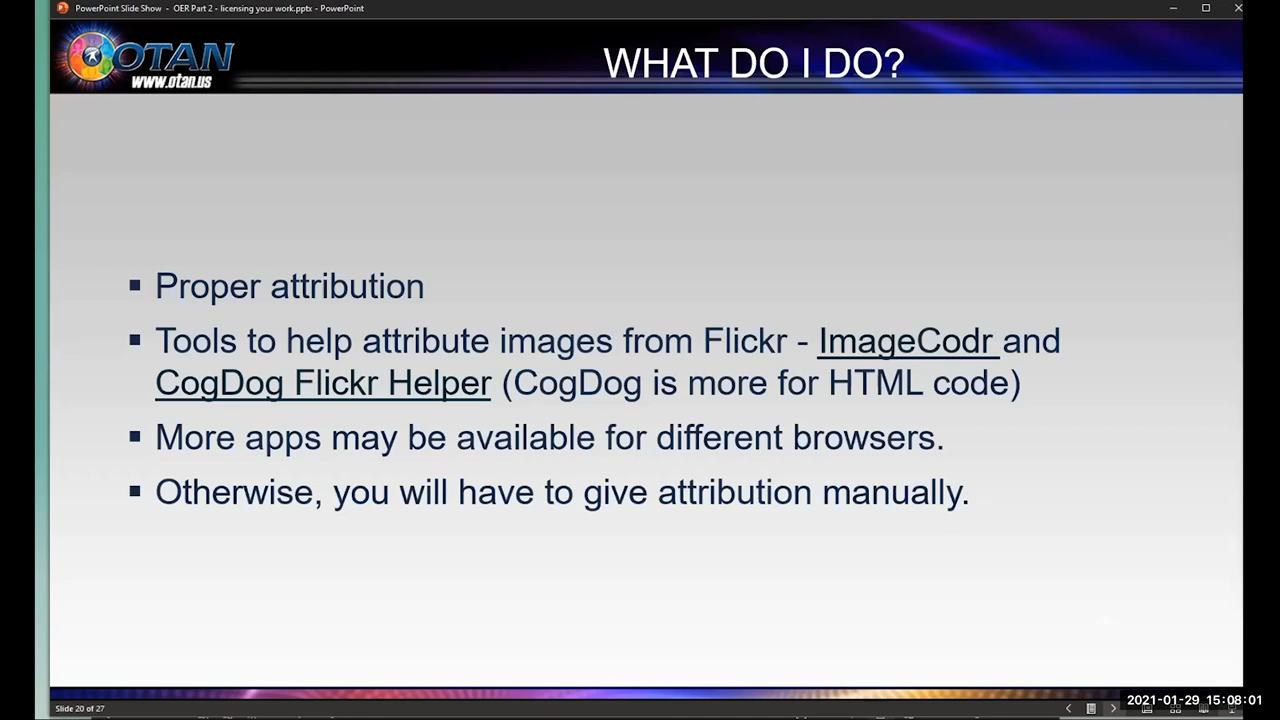 PowerPoint Slide Show - OER Part 2 - licensing your work.pptx - PowerPoint
OTAN
www.otan.us
WHAT DO I DO?
▪ Proper attribution
▪ Tools to help attribute images from Flickr - ImageCodr and
CogDog Flickr Helper (CogDog is more for HTML code)
▪ More apps may be available for different browsers.
▪ Otherwise, you will have to give attribution manually.
Slide 20 of 27
2021-01-29 15:08:01